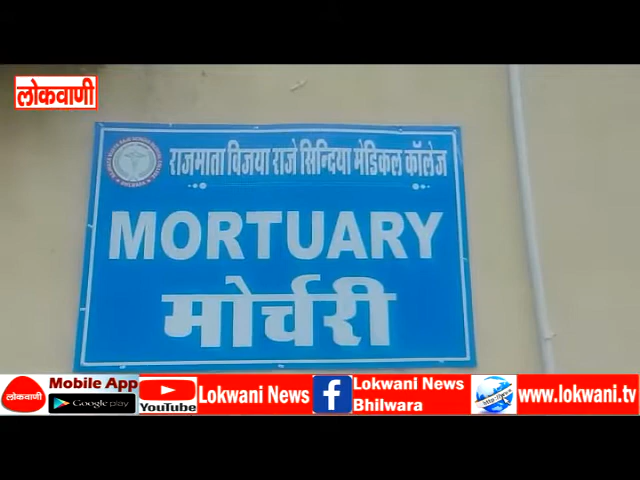 लोकवाणी
राजमाता विजया राजे सिन्दिया मेडिकल कॉलेज
MORTUARY
मोर्चरी
लोकवाणी
Mobile App
Google play
YouTube
Lokwani News
Lokwani News
Bhilwara
www.lokwani.tv